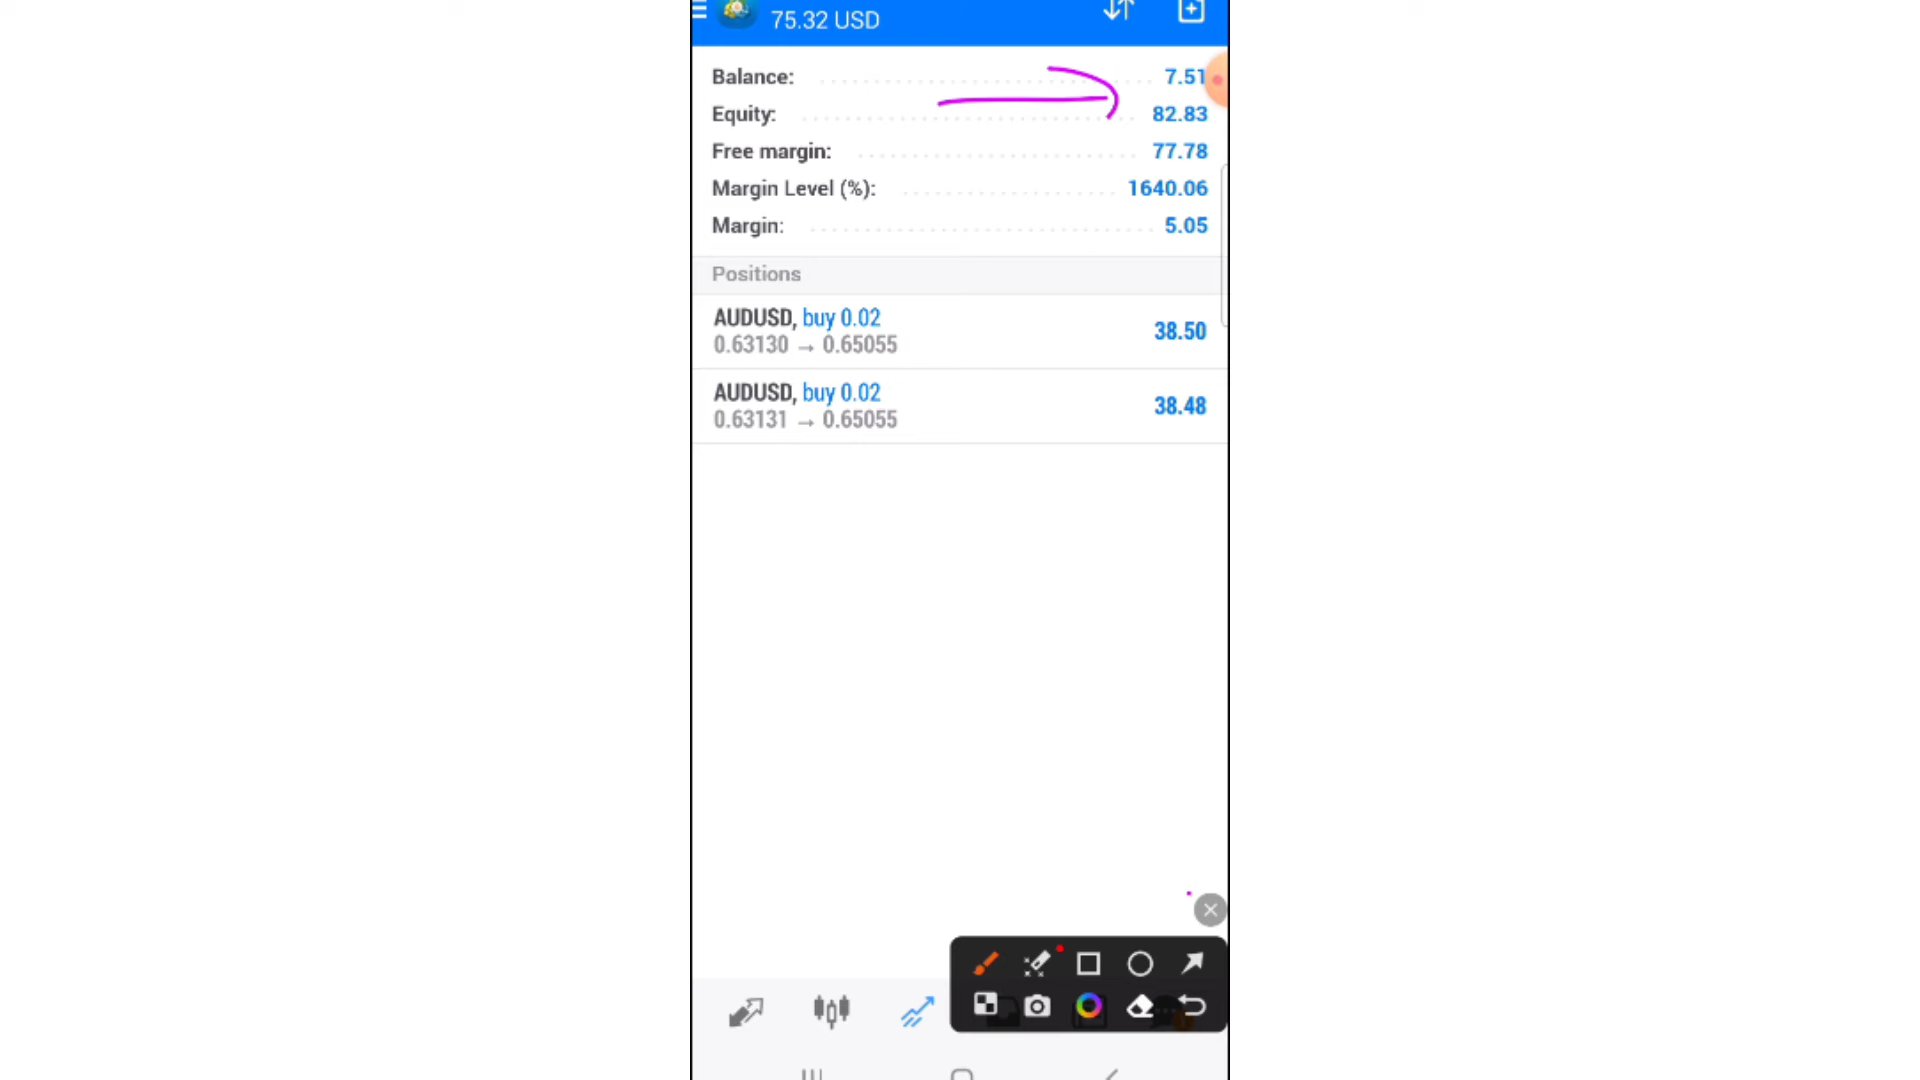 75.32 USD
Balance: 7.51
Equity: 82.83
Free margin: 77.78
Margin Level (%): 1640.06
Margin: 5.05
Positions
AUDUSD, buy 0.02 38.50
0.63130 → 0.65055
AUDUSD, buy 0.02 38.48
0.63131 → 0.65055